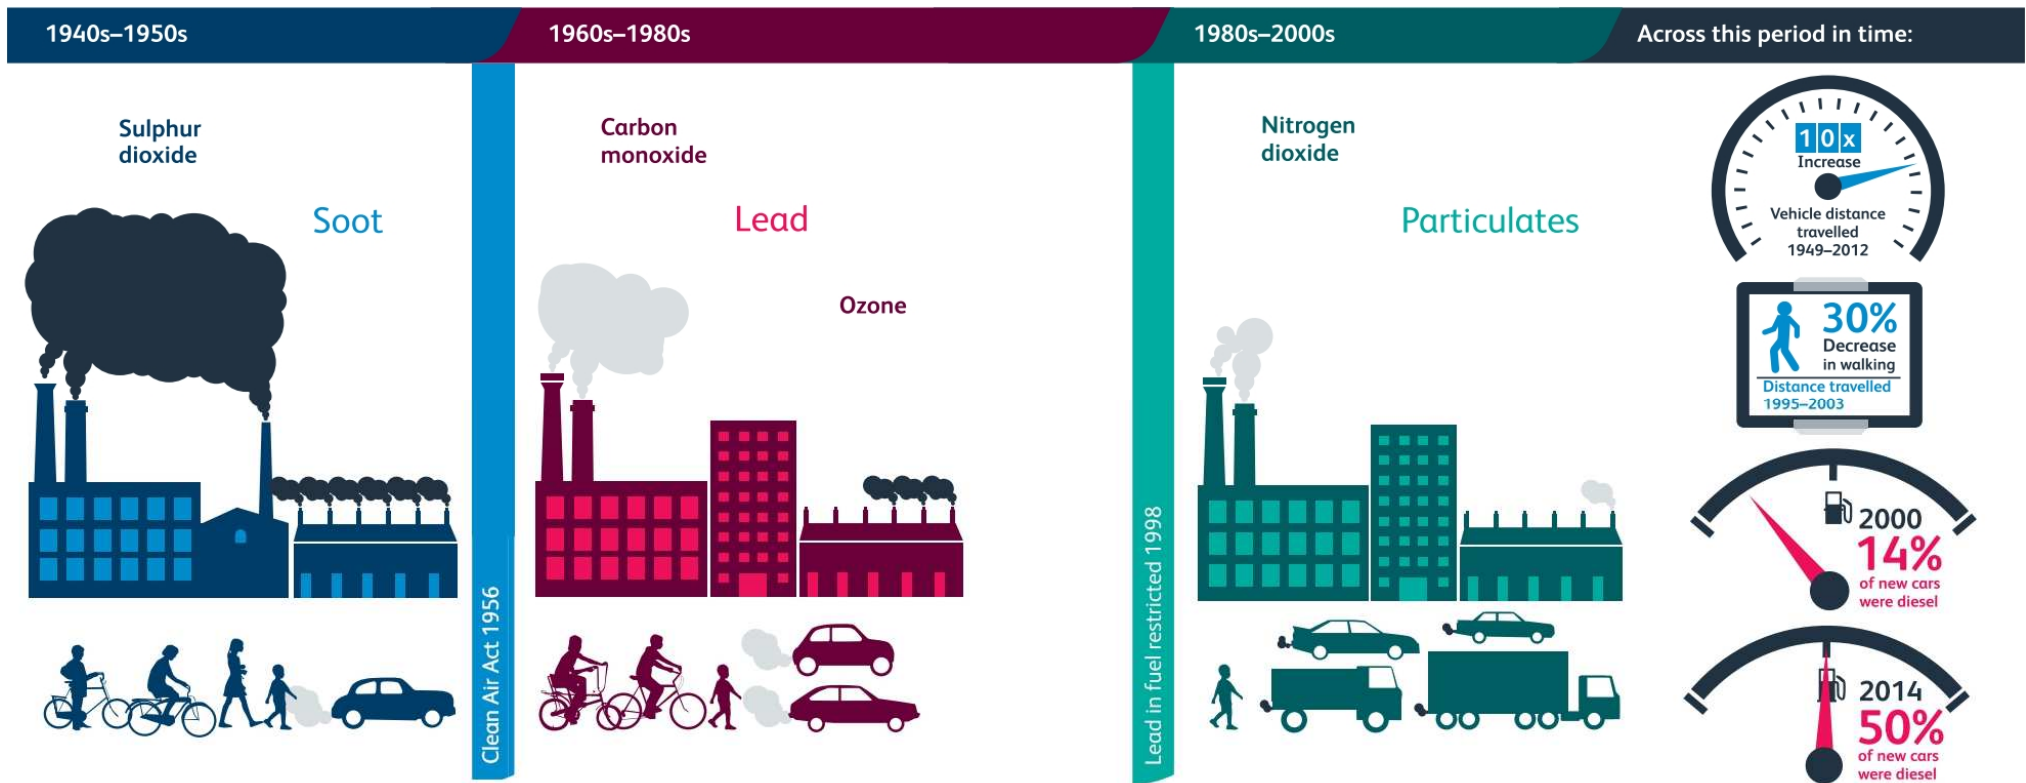 1940s–1950s
1960s–1980s
1980s–2000s
Across this period in time:
Sulphur
dioxide
Soot
Clean Air Act 1956
Carbon
monoxide
Lead
Ozone
Lead in fuel restricted 1998
Nitrogen
dioxide
Particulates
10x
Increase
Vehicle distance
travelled
1949–2012
30%
Decrease
in walking
Distance travelled
1995–2003
2000
14%
of new cars
were diesel
2014
50%
of new cars
were diesel